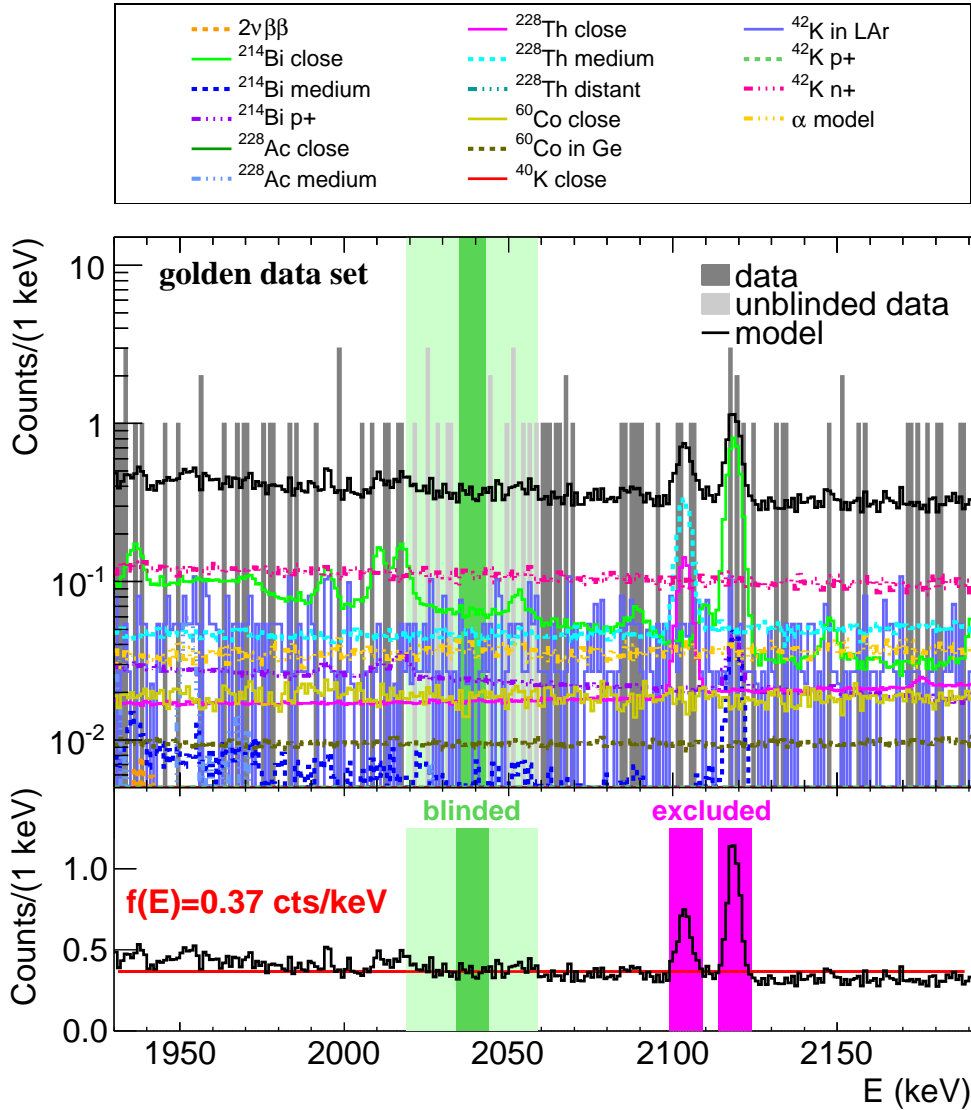 2νββ
²¹⁴Bi close
²¹⁴Bi medium
²¹⁴Bi p+
²²⁸Ac close
²²⁸Ac medium
²²⁸Th close
²²⁸Th medium
²²⁸Th distant
⁶⁰Co close
⁶⁰Co in Ge
⁴⁰K close
⁴²K in LAr
⁴²K p+
⁴²K n+
α model
Counts/(1 keV)
10
1
10⁻¹
10⁻²
golden data set
data
unblinded data
model
blinded
excluded
Counts/(1 keV)
1.0
0.5
0.0
f(E)=0.37 cts/keV
1950 2000 2050 2100 2150
E (keV)